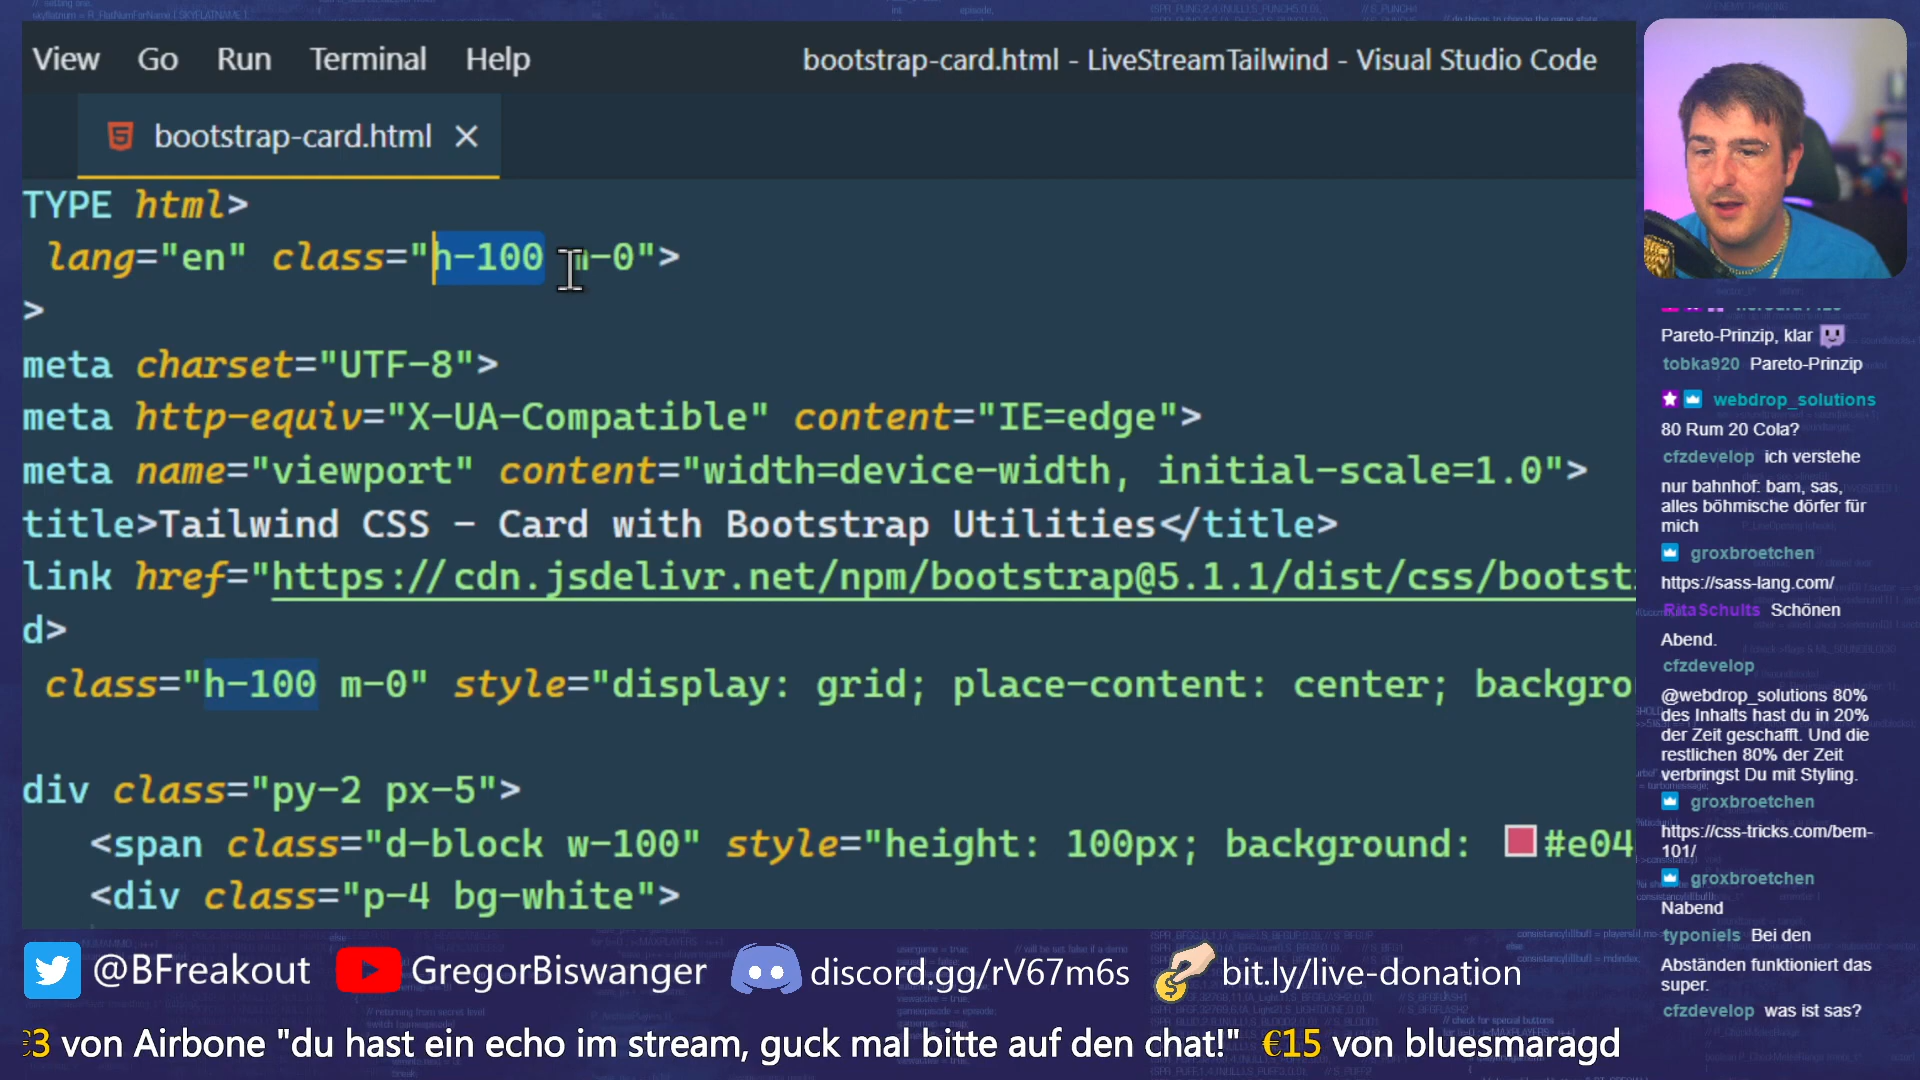 View Go Run Terminal Help bootstrap-card.html - LiveStreamTailwind - Visual Studio Code
bootstrap-card.html
TYPE html>
lang="en" class="h-100 m-0">
>
meta charset="UTF-8">
meta http-equiv="X-UA-Compatible" content="IE=edge">
meta name="viewport" content="width=device-width, initial-scale=1.0">
title>Tailwind CSS - Card with Bootstrap Utilities</title>
link href="https://cdn.jsdelivr.net/npm/bootstrap@5.1.1/dist/css/bootst
d>
class="h-100 m-0" style="display: grid; place-content: center; backgro
div class="py-2 px-5">
<span class="d-block w-100" style="height: 100px; background: #e04
<div class="p-4 bg-white">
Pareto-Prinzip, klar
tobka920 Pareto-Prinzip
webdrop_solutions
80 Rum 20 Cola?
cfzdevelop ich verstehe
nur bahnhof: bam, sas,
alles böhmische dörfer für
mich
groxbroetchen
https://sass-lang.com/
RitaSchults Schönen
Abend.
cfzdevelop
@webdrop_solutions 80%
des Inhalts hast du in 20%
der Zeit geschafft. Und die
restlichen 80% der Zeit
verbringst Du mit Styling.
groxbroetchen
https://css-tricks.com/bem-
101/
groxbroetchen
Nabend
typoniels Bei den
Abständen funktioniert das
super.
cfzdevelop was ist sas?
@BFreakout GregorBiswanger discord.gg/rV67m6s bit.ly/live-donation
€3 von Airbone "du hast ein echo im stream, guck mal bitte auf den chat!" €15 von bluesmaragd